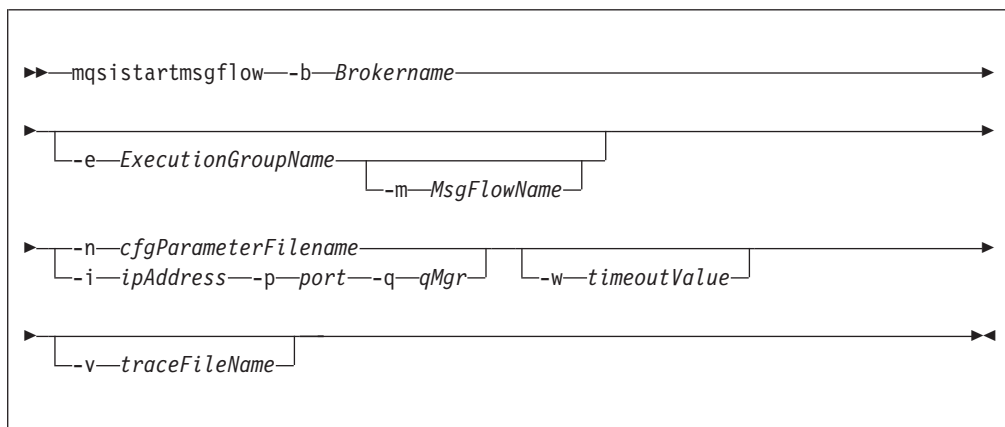 mqsistartmsgflow -b Brokername
-e ExecutionGroupName
-m MsgFlowName
-n cfgParameterFilename
-i ipAddress -p port -q qMgr
-w timeoutValue
-v traceFileName